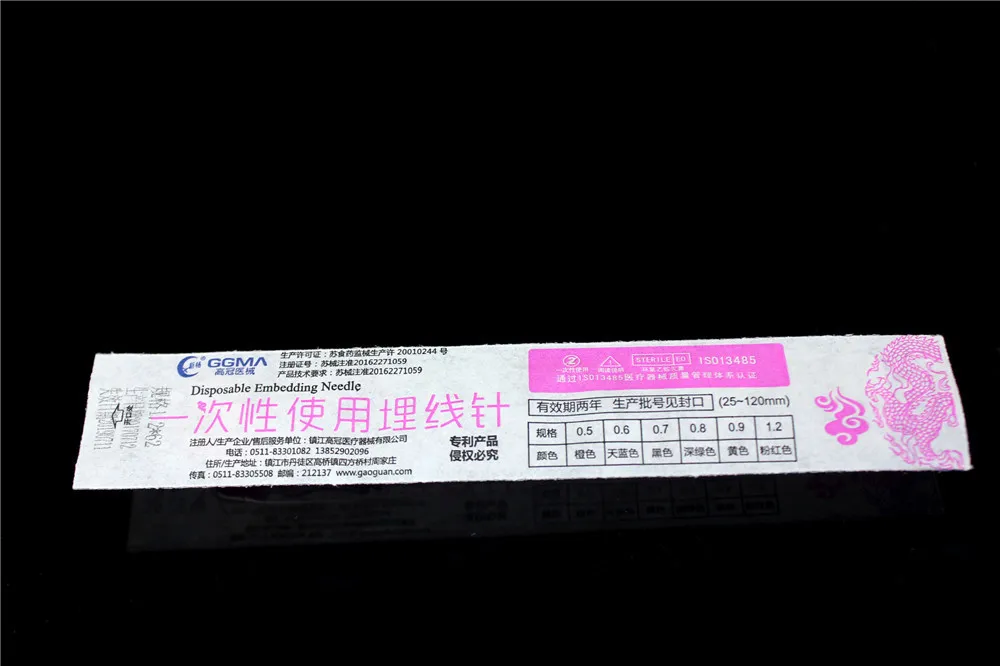 GGMA
高冠医械
生产许可证：苏食药监械生产许 20010244 号
注册证号：苏械注准20162271059
产品技术要求：苏械注准20162271059
Disposable Embedding Needle
一次性使用埋线针
注册人/生产企业/售后服务单位：镇江高冠医疗器械有限公司
电话：0511-83301082 13852902096
住所/生产地址：镇江市丹徒区高桥镇四方桥村周家庄
传真：0511-83305508 邮编：212137 www.gaoguan.com
专利产品
侵权必究
2 STERILE EO ISO13485
一次性使用
通过ISO13485医疗器械质量管理体系认证
有效期两年 生产批号见封口 (25~120mm)
规格 0.5 0.6 0.7 0.8 0.9 1.2
颜色 橙色 天蓝色 黑色 深绿色 黄色 粉红色
规格:12*62